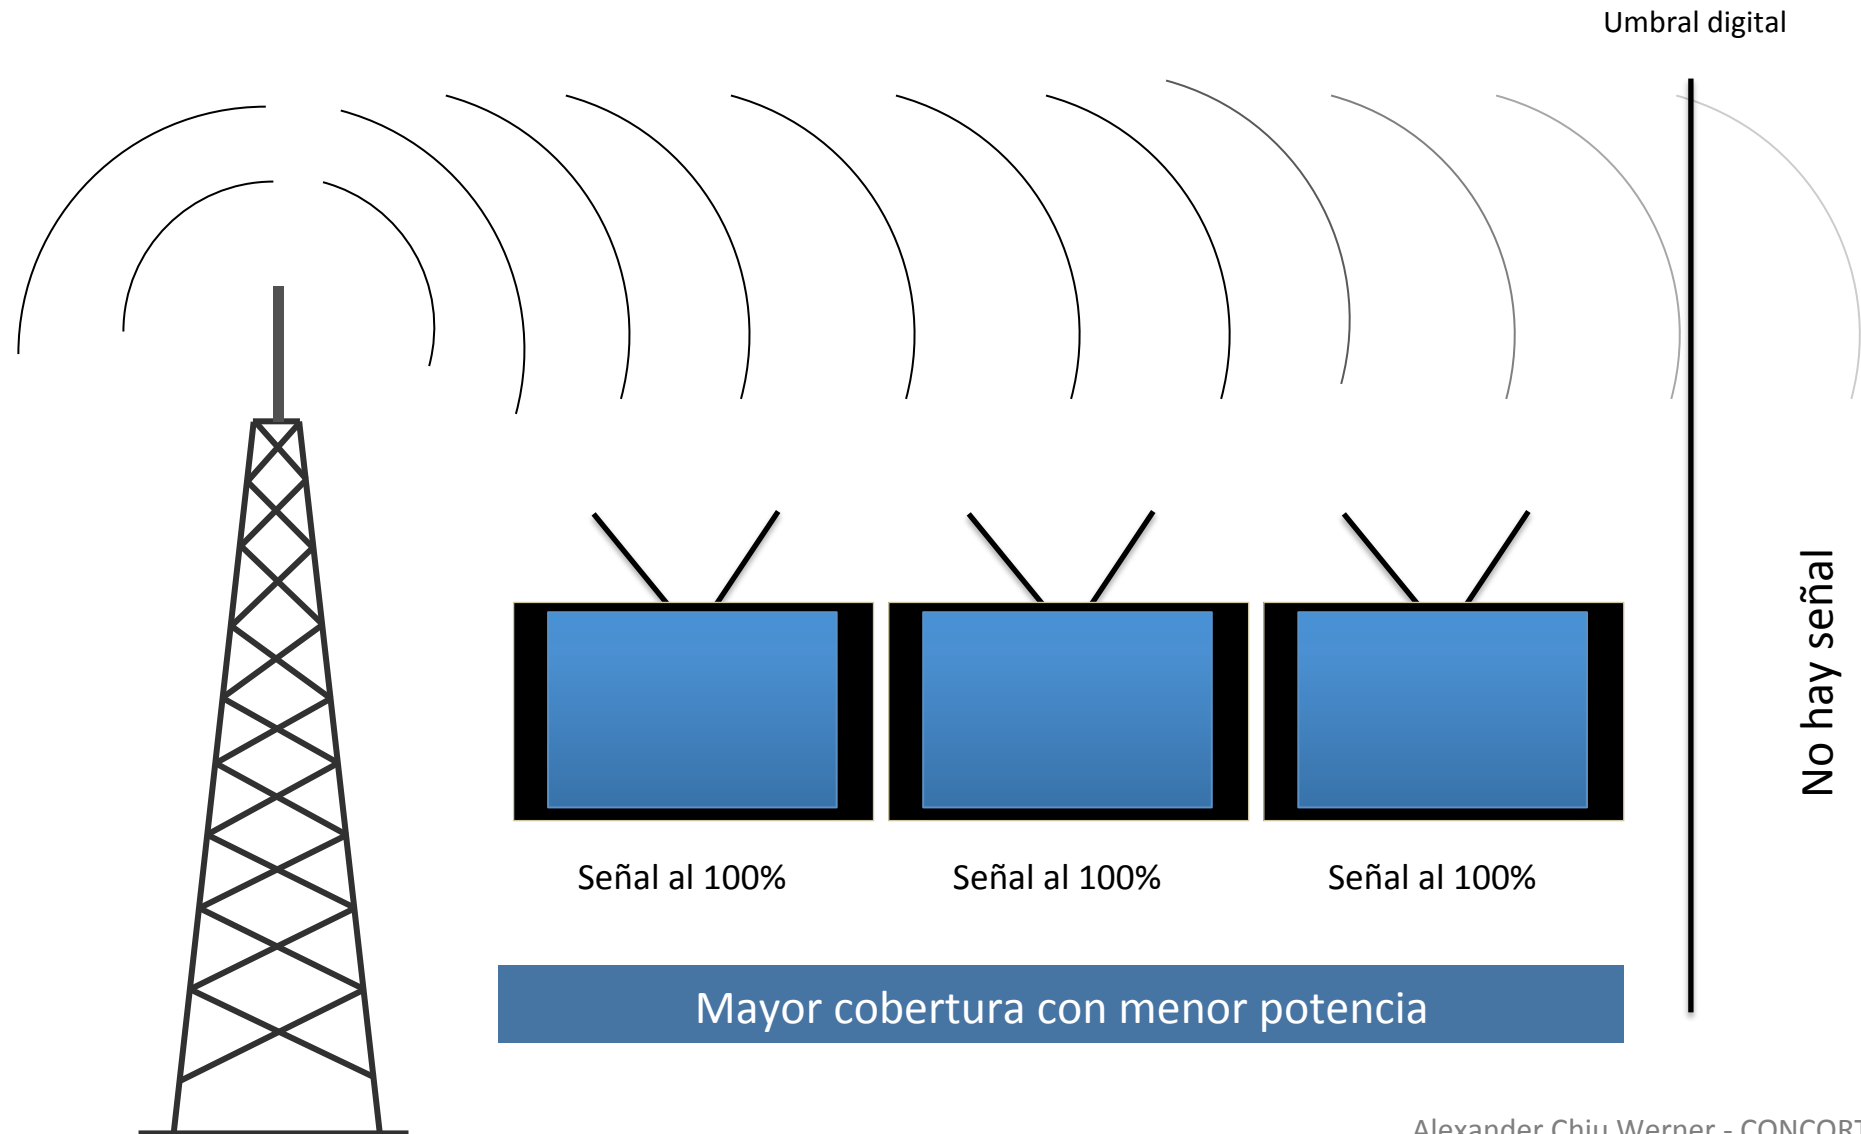 Umbral digital
No hay señal
Señal al 100%
Señal al 100%
Señal al 100%
Mayor cobertura con menor potencia
Alexander Chiu Werner - CONCORT